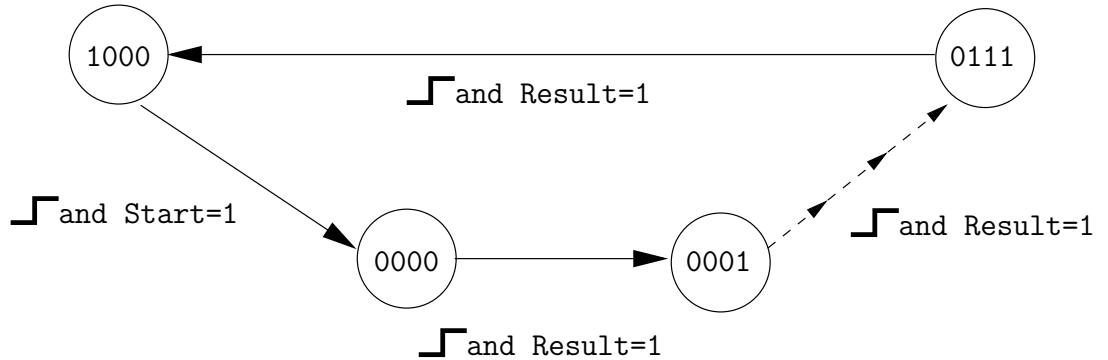 1000
0111
and Result=1
and Start=1
and Result=1
0000
0001
and Result=1